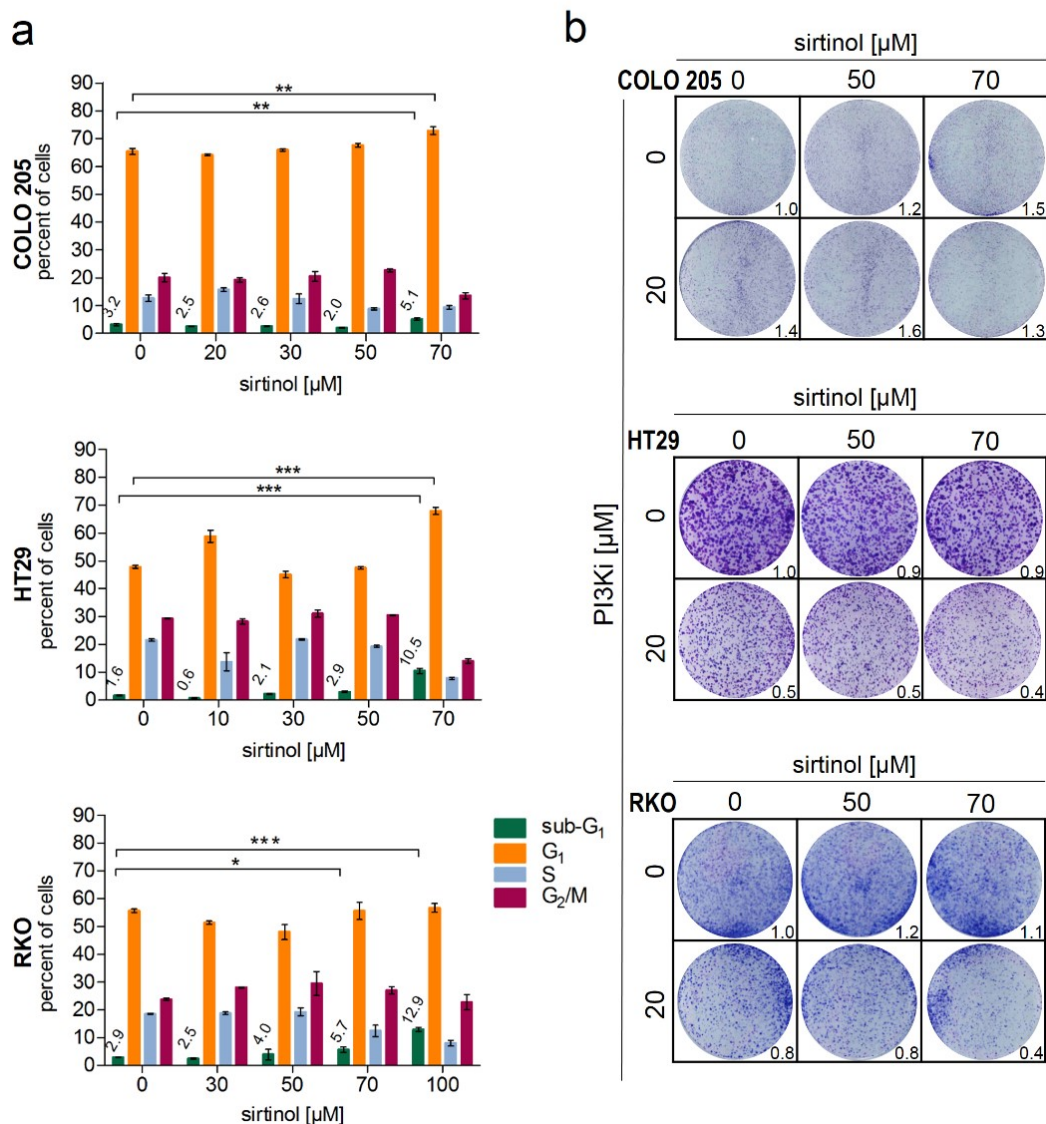 a
COLO 205
percent of cells
90
80
70
60
50
40
30
20
10
0
**
**
3.2 2.5 2.6 2.0 5.1
0 20 30 50 70
sirtinol [µM]
HT29
percent of cells
90
80
70
60
50
40
30
20
10
0
***
***
1.6 0.6 2.1 2.9 10.5
0 10 30 50 70
sirtinol [µM]
RKO
percent of cells
90
80
70
60
50
40
30
20
10
0
***
*
2.9 2.5 4.0 5.7 12.9
0 30 50 70 100
sirtinol [µM]
sub-G1
G1
S
G2/M
b
PI3Ki [µM]
sirtinol [µM]
COLO 205 0 50 70
0
1.0 1.2 1.5
20
1.4 1.6 1.3
sirtinol [µM]
HT29 0 50 70
0
1.0 0.9 0.9
20
0.5 0.5 0.4
sirtinol [µM]
RKO 0 50 70
0
1.0 1.2 1.1
20
0.8 0.8 0.4